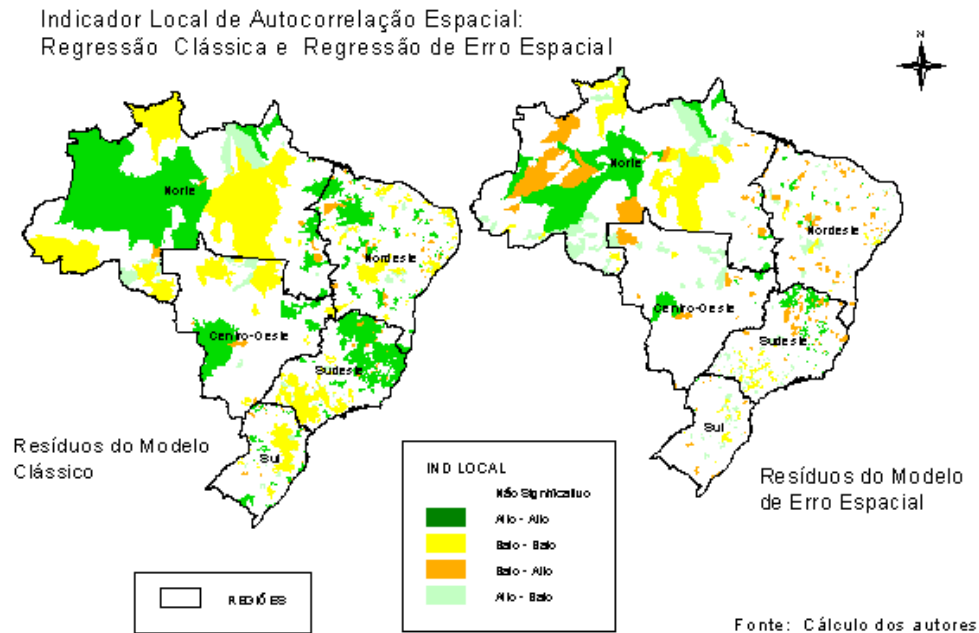 Indicador Local de Autocorrelação Espacial:
Regressão Clássica e Regressão de Erro Espacial
N
Norte
Nordeste
Centro-Oeste
Sudeste
Sul
Norte
Nordeste
Centro-Oeste
Sudeste
Sul
Resíduos do Modelo
Clássico
Resíduos do Modelo
de Erro Espacial
IND LOCAL
Não Significativo
Alto - Alto
Baixo - Baixo
Baixo - Alto
Alto - Baixo
REGIÕES
Fonte: Cálculo dos autores